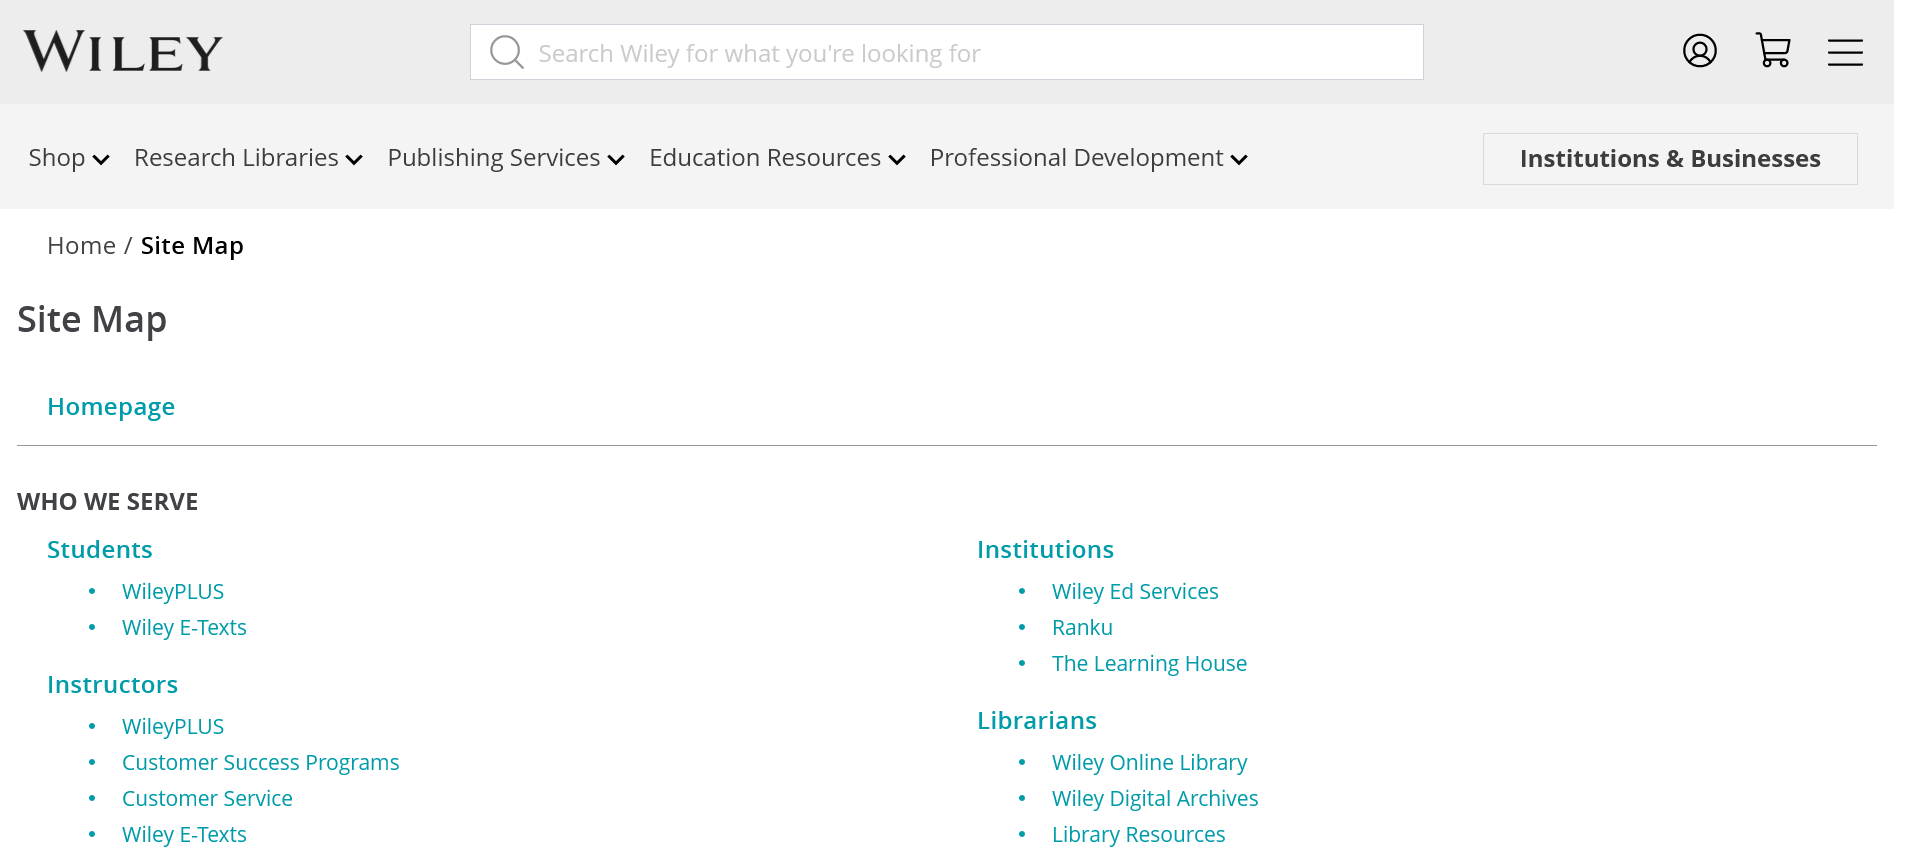 WILEY
Search Wiley for what you're looking for
Shop
Research Libraries
Publishing Services
Education Resources
Professional Development
Institutions & Businesses
Home / Site Map
Site Map
Homepage
WHO WE SERVE
Students
• WileyPLUS
• Wiley E-Texts
Instructors
• WileyPLUS
• Customer Success Programs
• Customer Service
• Wiley E-Texts
Institutions
• Wiley Ed Services
• Ranku
• The Learning House
Librarians
• Wiley Online Library
• Wiley Digital Archives
• Library Resources